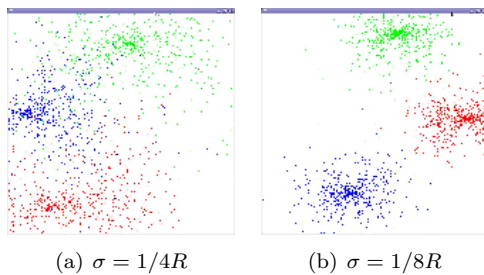 (a) σ = 1/4R
(b) σ = 1/8R